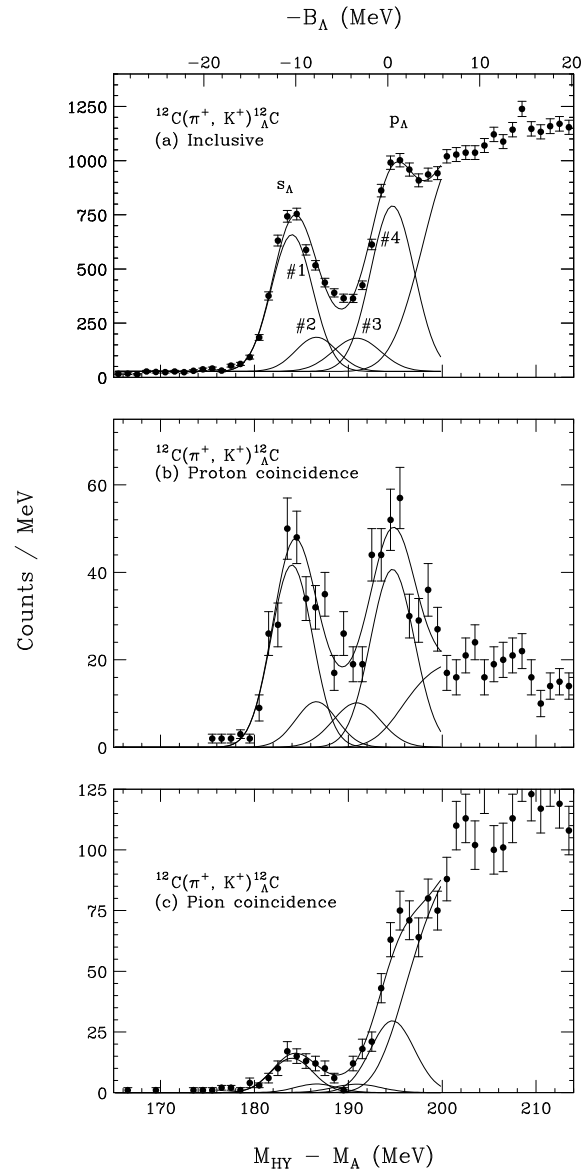 −B_Λ (MeV)
−20 −10 0 10 20
¹²C(π⁺, K⁺)¹²_ΛC
(a) Inclusive
p_Λ
s_Λ
#4
#1
#2 #3
1250
1000
750
500
250
0
¹²C(π⁺, K⁺)¹²_ΛC
(b) Proton coincidence
60
40
20
0
Counts / MeV
¹²C(π⁺, K⁺)¹²_ΛC
(c) Pion coincidence
125
100
75
50
25
0
170 180 190 200 210
M_HY − M_A (MeV)